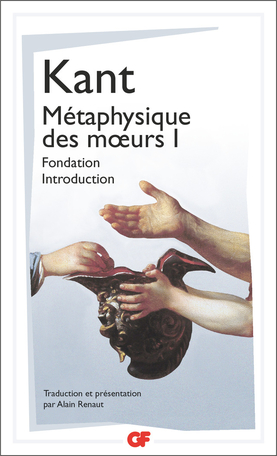 Kant
Métaphysique
des mœurs I
Fondation
Introduction
Traduction et présentation
par Alain Renaut
GF